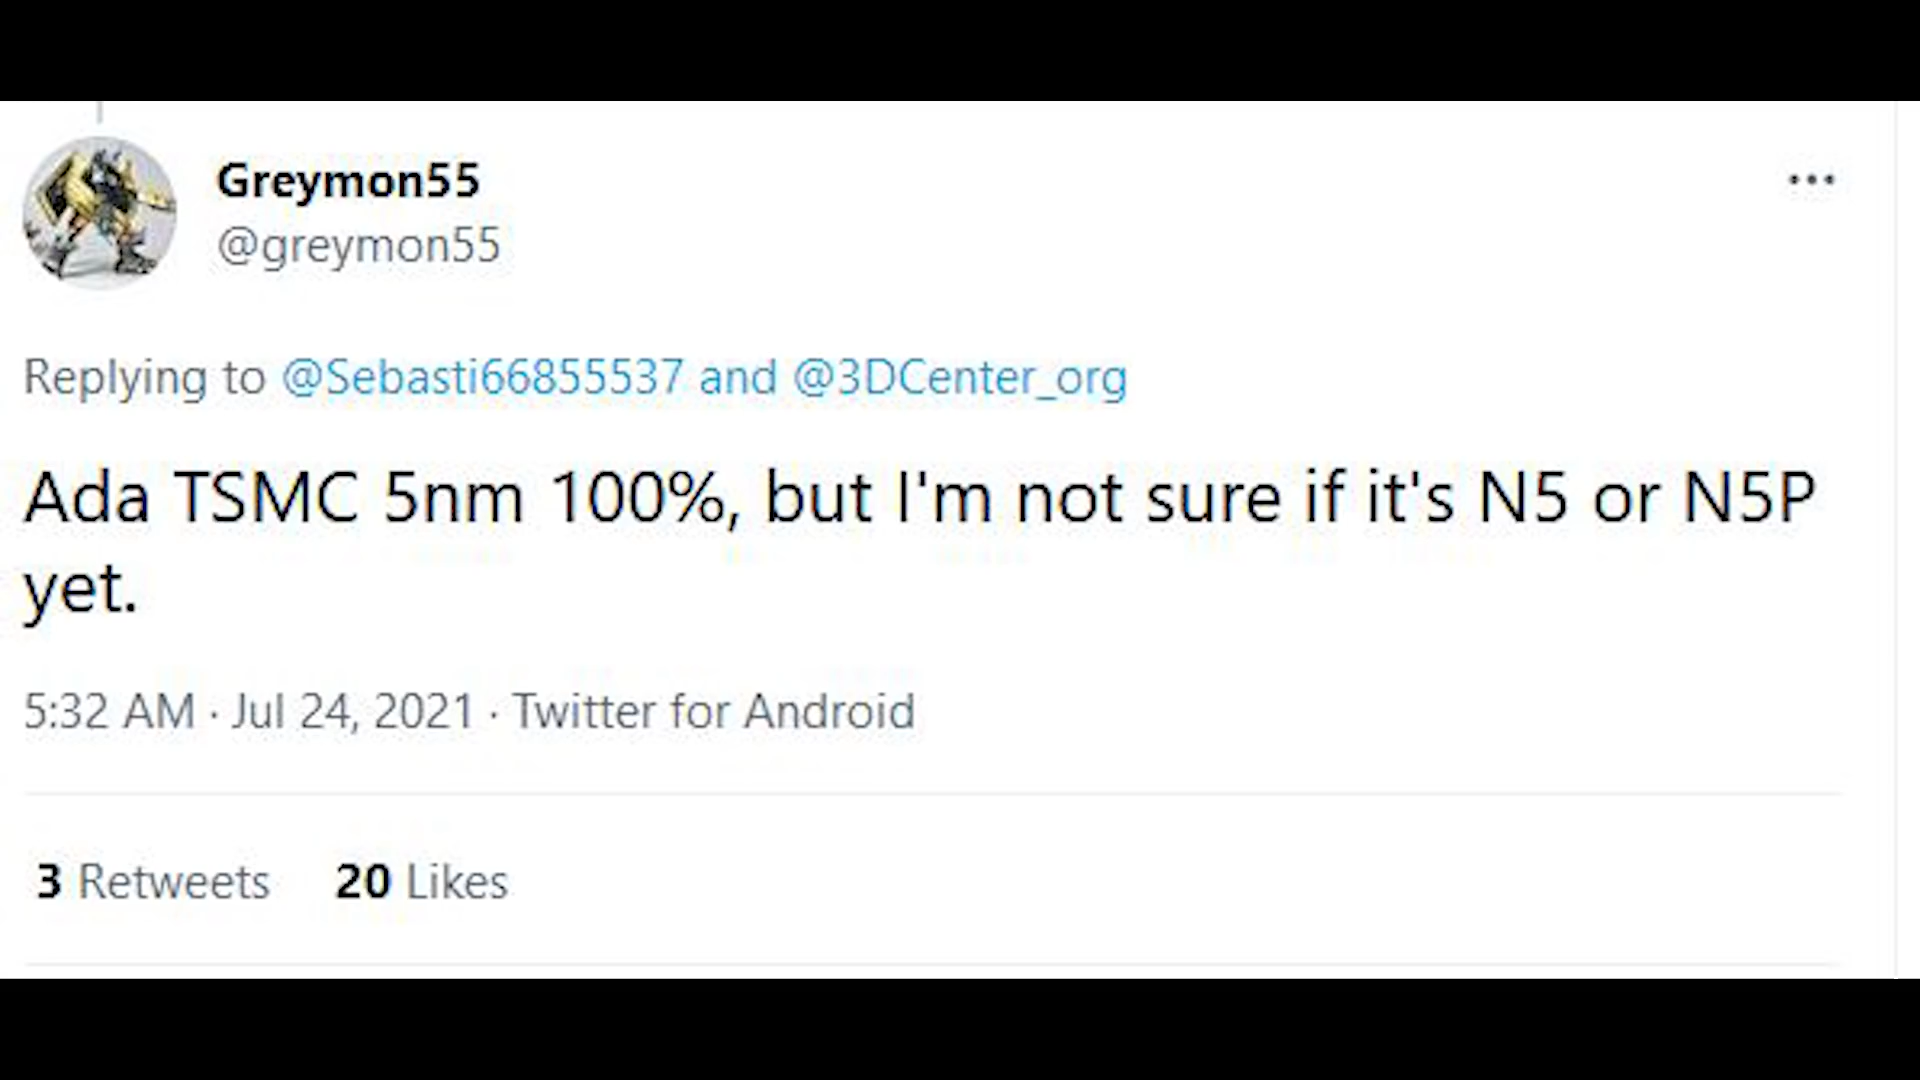 Greymon55
@greymon55
Replying to @Sebasti66855537 and @3DCenter_org
Ada TSMC 5nm 100%, but I'm not sure if it's N5 or N5P
yet.
5:32 AM · Jul 24, 2021 · Twitter for Android
3 Retweets 20 Likes